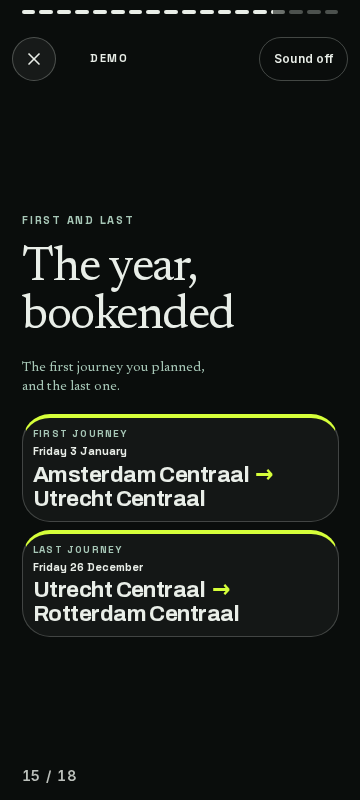 DEMO
Sound off
FIRST AND LAST
The year,
bookended
The first journey you planned,
and the last one.
FIRST JOURNEY
Friday 3 January
Amsterdam Centraal →
Utrecht Centraal
LAST JOURNEY
Friday 26 December
Utrecht Centraal →
Rotterdam Centraal
15 / 18